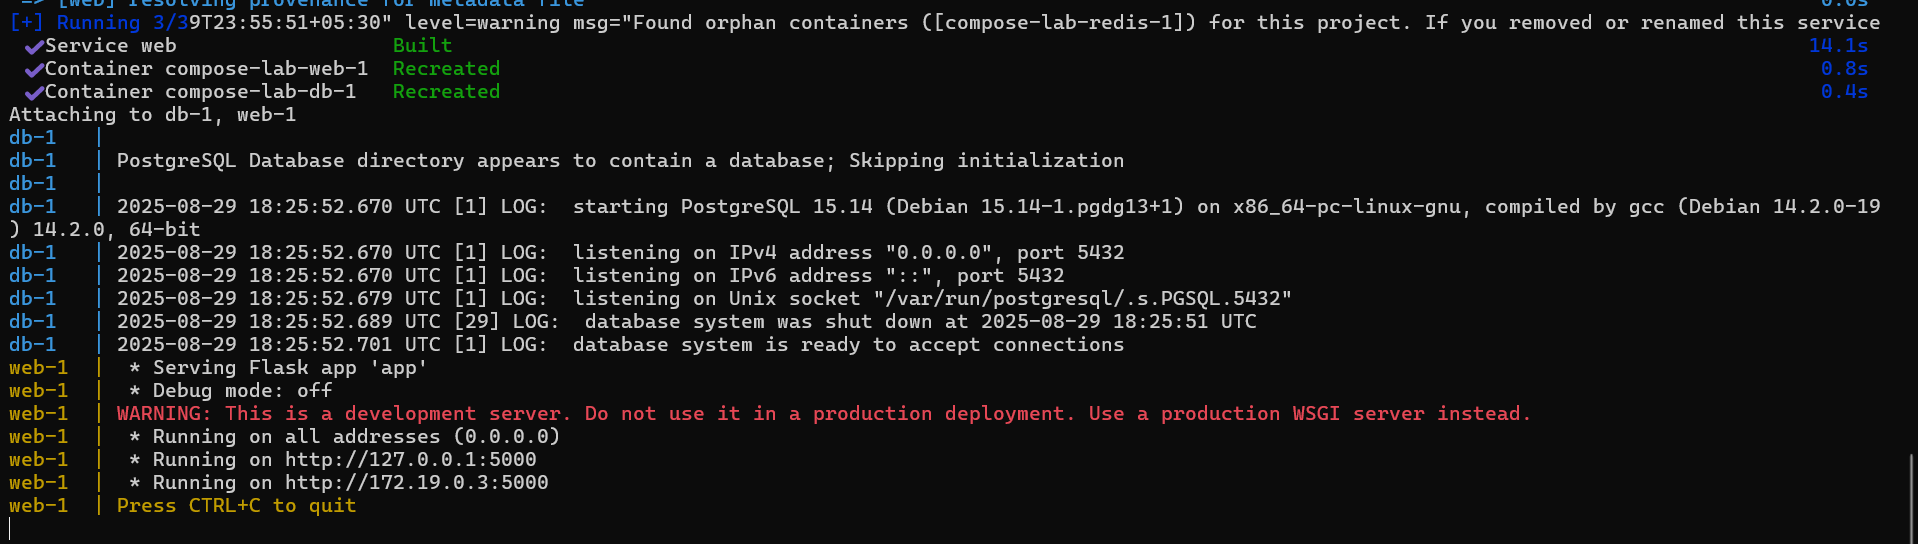 => [web] resolving provenance for metadata file 0.0s
[+] Running 3/39T23:55:51+05:30" level=warning msg="Found orphan containers ([compose-lab-redis-1]) for this project. If you removed or renamed this service
✔Service web Built 14.1s
✔Container compose-lab-web-1 Recreated 0.8s
✔Container compose-lab-db-1 Recreated 0.4s
Attaching to db-1, web-1
db-1 |
db-1 | PostgreSQL Database directory appears to contain a database; Skipping initialization
db-1 |
db-1 | 2025-08-29 18:25:52.670 UTC [1] LOG:  starting PostgreSQL 15.14 (Debian 15.14-1.pgdg13+1) on x86_64-pc-linux-gnu, compiled by gcc (Debian 14.2.0-19
) 14.2.0, 64-bit
db-1 | 2025-08-29 18:25:52.670 UTC [1] LOG:  listening on IPv4 address "0.0.0.0", port 5432
db-1 | 2025-08-29 18:25:52.670 UTC [1] LOG:  listening on IPv6 address "::", port 5432
db-1 | 2025-08-29 18:25:52.679 UTC [1] LOG:  listening on Unix socket "/var/run/postgresql/.s.PGSQL.5432"
db-1 | 2025-08-29 18:25:52.689 UTC [29] LOG:  database system was shut down at 2025-08-29 18:25:51 UTC
db-1 | 2025-08-29 18:25:52.701 UTC [1] LOG:  database system is ready to accept connections
web-1 |  * Serving Flask app 'app'
web-1 |  * Debug mode: off
web-1 | WARNING: This is a development server. Do not use it in a production deployment. Use a production WSGI server instead.
web-1 |  * Running on all addresses (0.0.0.0)
web-1 |  * Running on http://127.0.0.1:5000
web-1 |  * Running on http://172.19.0.3:5000
web-1 | Press CTRL+C to quit